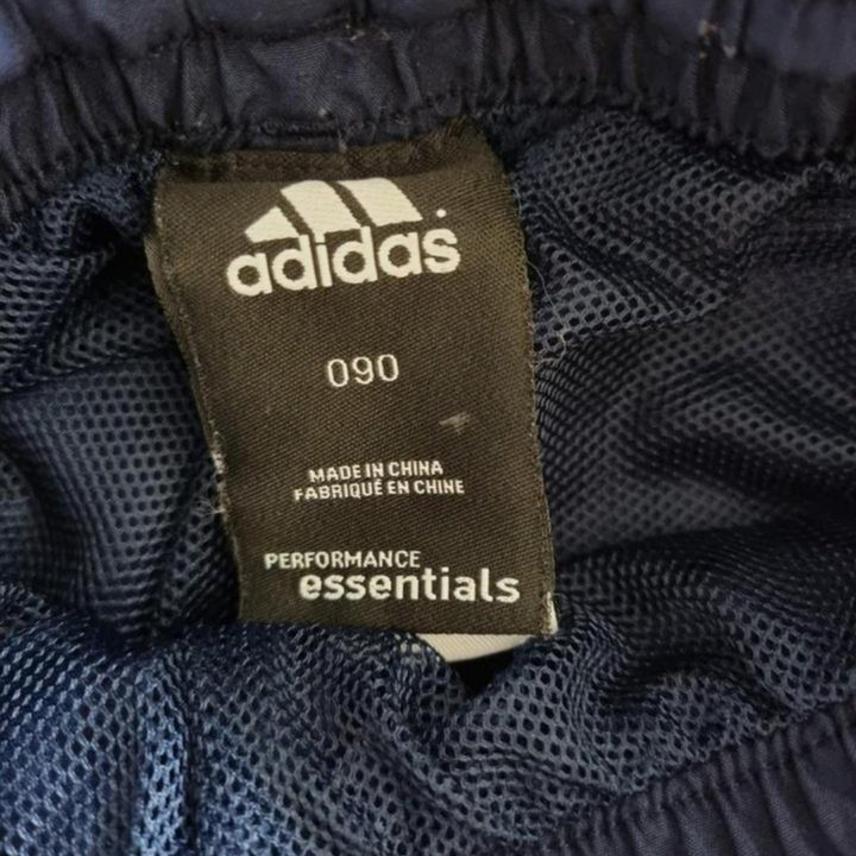 adidas
090
MADE IN CHINA
FABRIQUÉ EN CHINE
PERFORMANCE
essentials